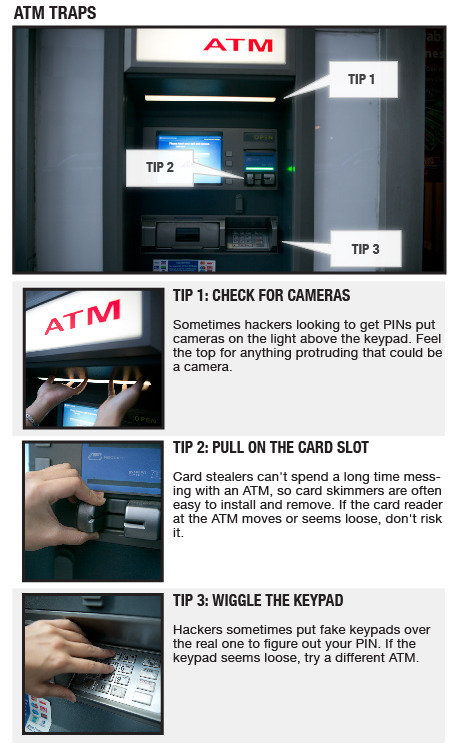 ATM TRAPS
ATM
TIP 1
OPEN
TIP 2
TIP 3
TIP 1: CHECK FOR CAMERAS
ATM
Sometimes hackers looking to get PINs put
cameras on the light above the keypad. Feel
the top for anything protruding that could be
a camera.
OPEN
TIP 2: PULL ON THE CARD SLOT
Card stealers can't spend a long time mess-
ing with an ATM, so card skimmers are often
easy to install and remove. If the card reader
at the ATM moves or seems loose, don't risk
it.
TIP 3: WIGGLE THE KEYPAD
Hackers sometimes put fake keypads over
the real one to figure out your PIN. If the
keypad seems loose, try a different ATM.